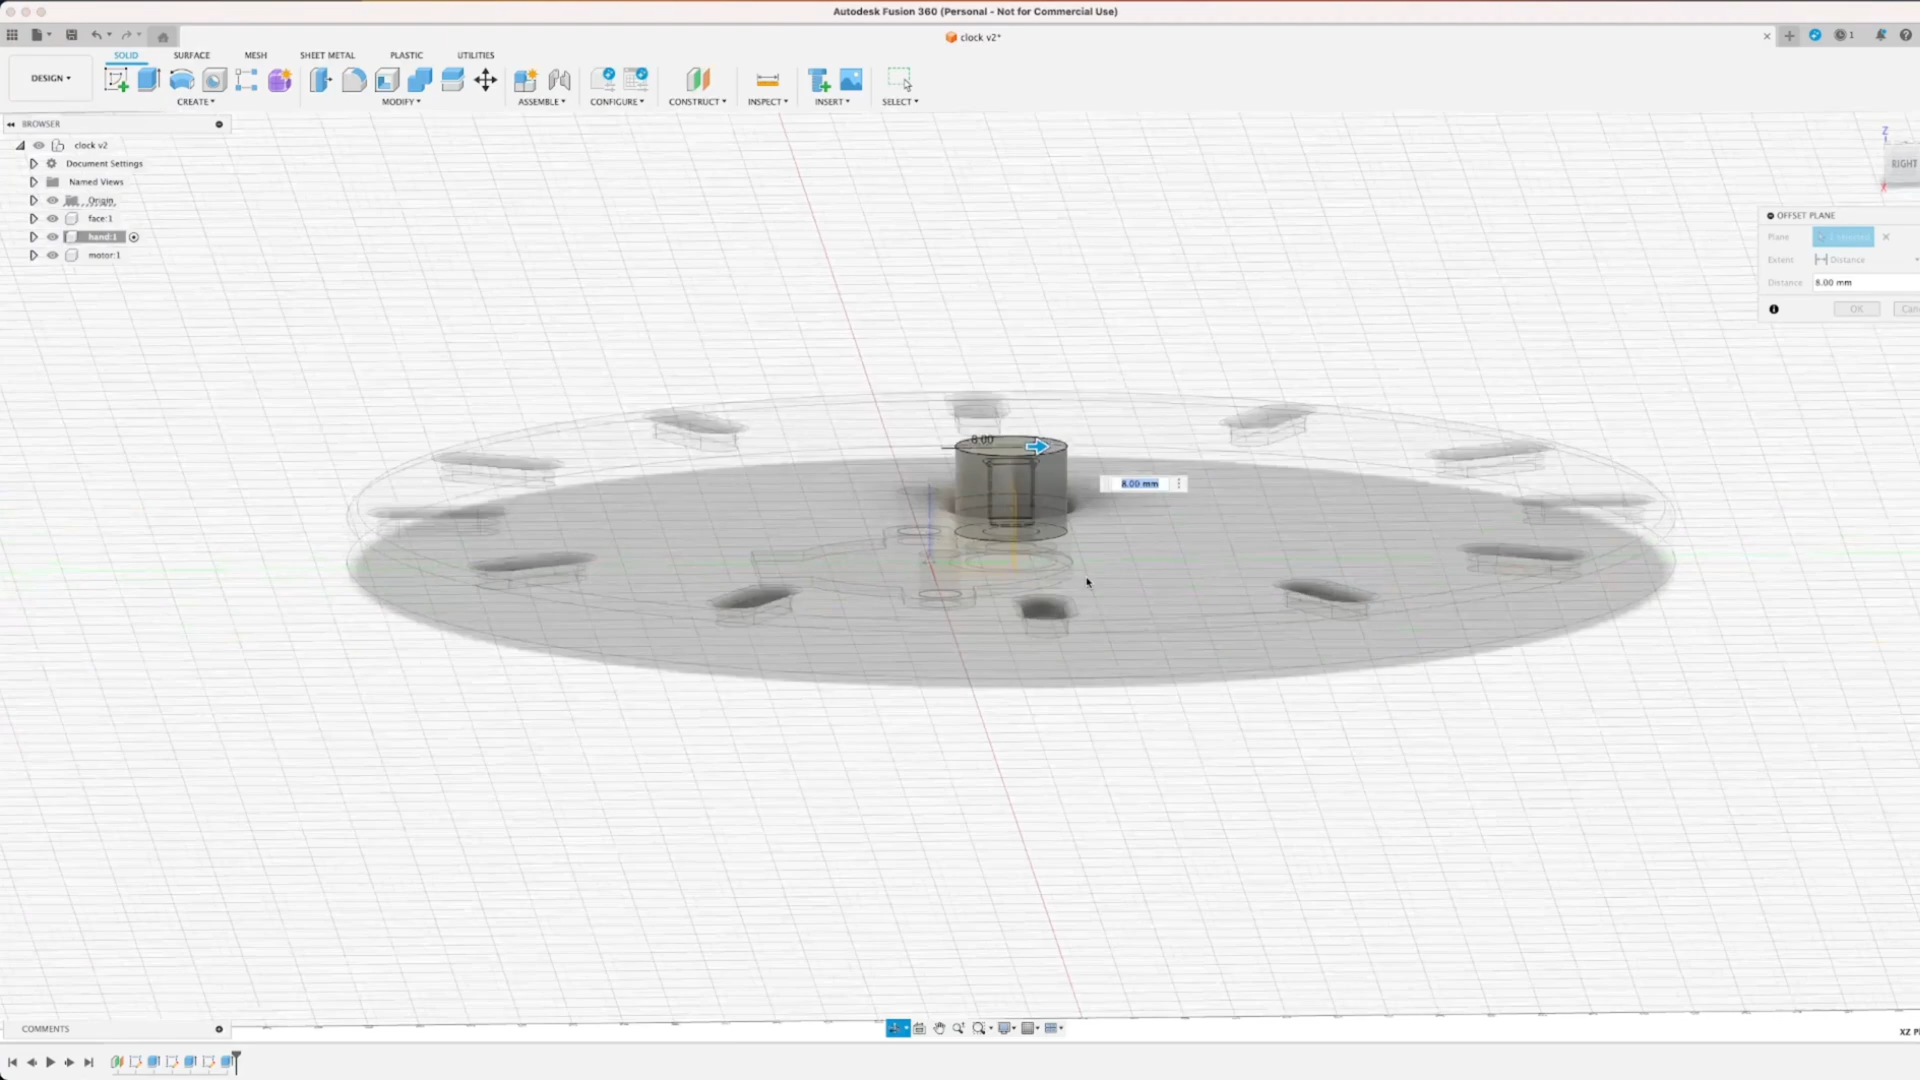 Autodesk Fusion 360 (Personal - Not for Commercial Use)
clock v2*
1
SOLID SURFACE MESH SHEET METAL PLASTIC UTILITIES
DESIGN
CREATE MODIFY ASSEMBLE CONFIGURE CONSTRUCT INSPECT INSERT SELECT
BROWSER
clock v2
Document Settings
Named Views
Origin
face:1
hand:1
motor:1
Z
RIGHT
X
OFFSET PLANE
Plane
Extent Distance
Distance 8.00 mm
OK Canc
8.00
8.00 mm
COMMENTS
XZ P